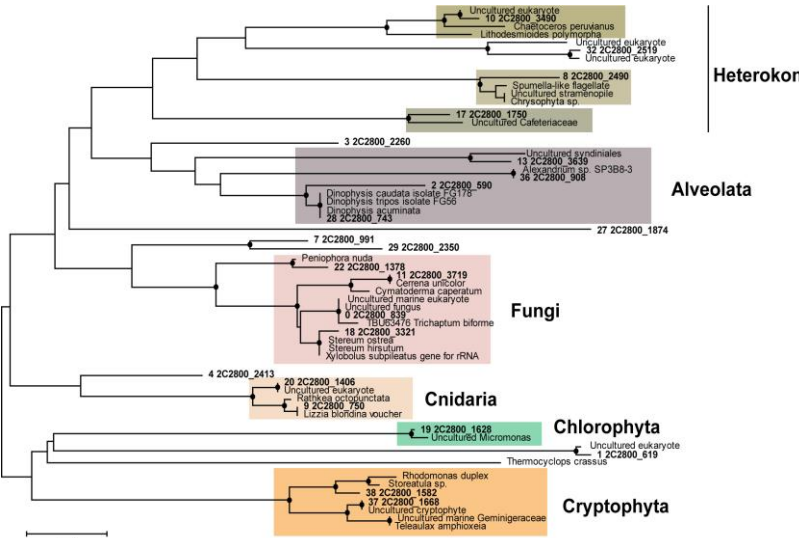 Uncultured eukaryote
10 2C2800_3490
Chaetoceros peruvianus
Lithodesmioides polymorpha
Uncultured eukaryote
32 2C2800_2519
Uncultured eukaryote
Heterokon
8 2C2800_2490
Spumella-like flagellate
Uncultured stramenopile
Chrysophyta sp.
17 2C2800_1750
Uncultured Cafeteriaceae
3 2C2800_2260
Uncultured syndiniales
13 2C2800_3639
Alexandrium sp. SP3B8-3
36 2C2800_908
Alveolata
2 2C2800_590
Dinophysis caudata isolate FG178
Dinophysis tripos isolate FG56
Dinophysis acuminata
28 2C2800_743
27 2C2800_1874
7 2C2800_991
29 2C2800_2350
Peniophora nuda
22 2C2800_1378
11 2C2800_3719
Cerrena unicolor
Cymatoderma caperatum
Uncultured marine eukaryote
Uncultured fungus
Fungi
0 2C2800_839
TBU63476 Trichaptum biforme
18 2C2800_3321
Stereum ostrea
Stereum hirsutum
Xylobolus subpileatus gene for rRNA
4 2C2800_2413
20 2C2800_1406
Uncultured eukaryote
Rathkea octopunctata
Cnidaria
9 2C2800_750
Lizzia blondina voucher
19 2C2800_1628
Uncultured Micromonas
Chlorophyta
Uncultured eukaryote
1 2C2800_619
Thermocyclops crassus
Rhodomonas duplex
Storeatula sp.
38 2C2800_1582
37 2C2800_1668
Cryptophyta
Uncultured cryptophyte
Uncultured marine Geminigeraceae
Teleaulax amphioxeia